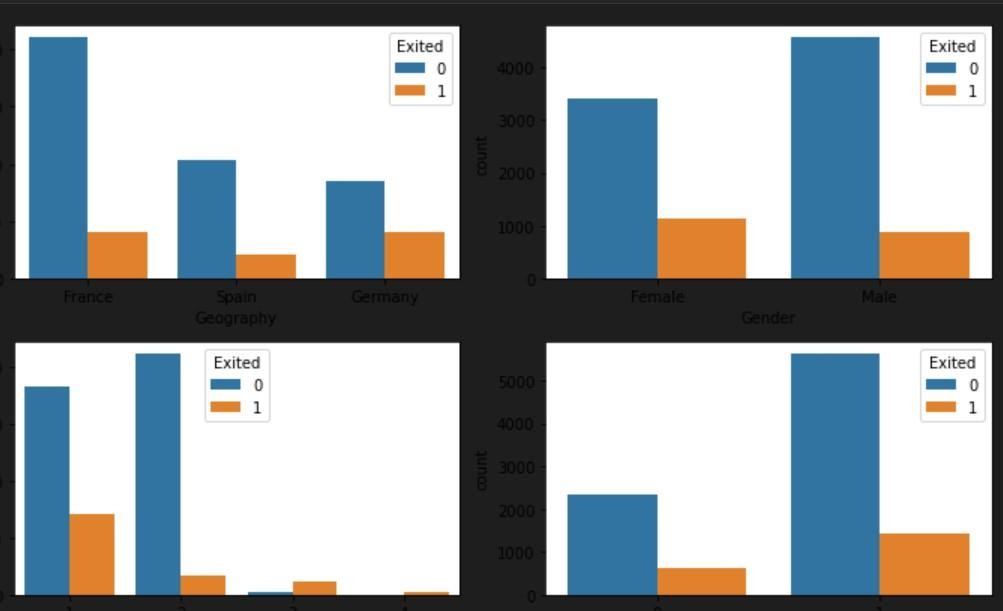 Exited
0
1
France
Spain
Germany
Geography
count
4000
3000
2000
1000
0
Exited
0
1
Female
Male
Gender
Exited
0
1
count
5000
4000
3000
2000
1000
0
Exited
0
1